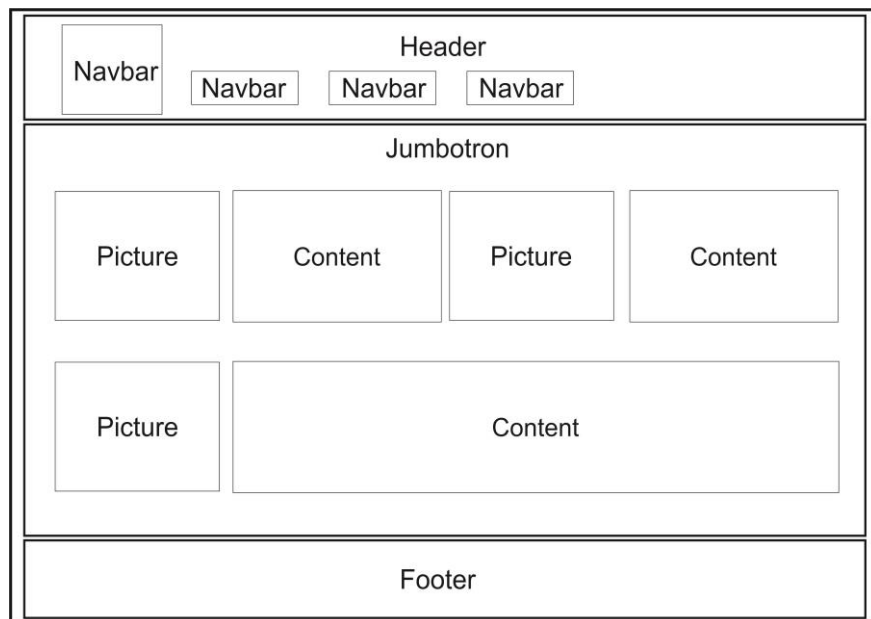 Header
Navbar
Navbar Navbar Navbar
Jumbotron
Picture Content Picture Content
Picture Content
Footer